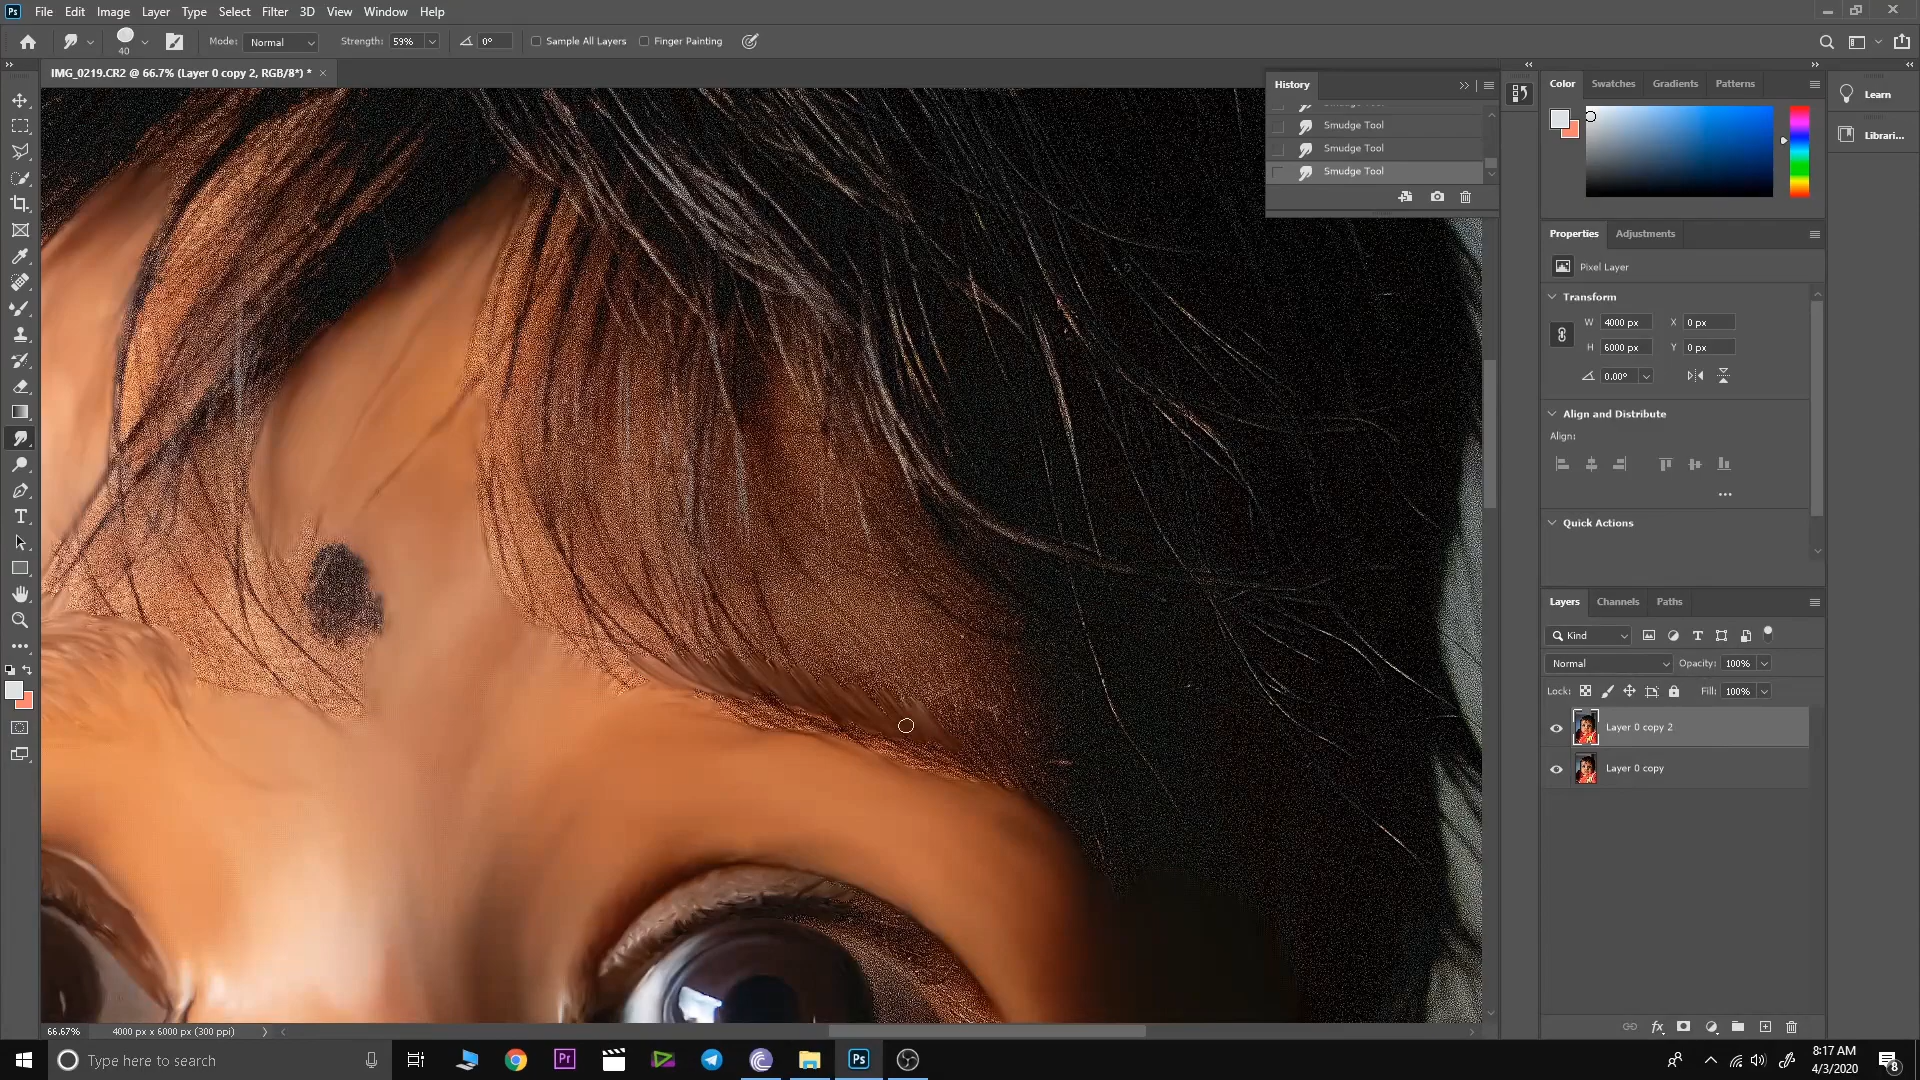 Ps File Edit Image Layer Type Select Filter 3D View Window Help
40 Mode: Normal Strength: 59% 0° Sample All Layers Finger Painting
IMG_0219.CR2 @ 66.7% (Layer 0 copy 2, RGB/8*) * ×
History
Smudge Tool
Smudge Tool
Smudge Tool
Color Swatches Gradients Patterns
Learn
Librari...
Properties Adjustments
Pixel Layer
Transform
W 4000 px X 0 px
H 6000 px Y 0 px
0.00°
Align and Distribute
Align:
...
Quick Actions
Layers Channels Paths
Kind
Normal Opacity: 100%
Lock: Fill: 100%
Layer 0 copy 2
Layer 0 copy
66.67% 4000 px x 6000 px (300 ppi)
Type here to search
Pr
Ps
8:17 AM
4/3/2020
8